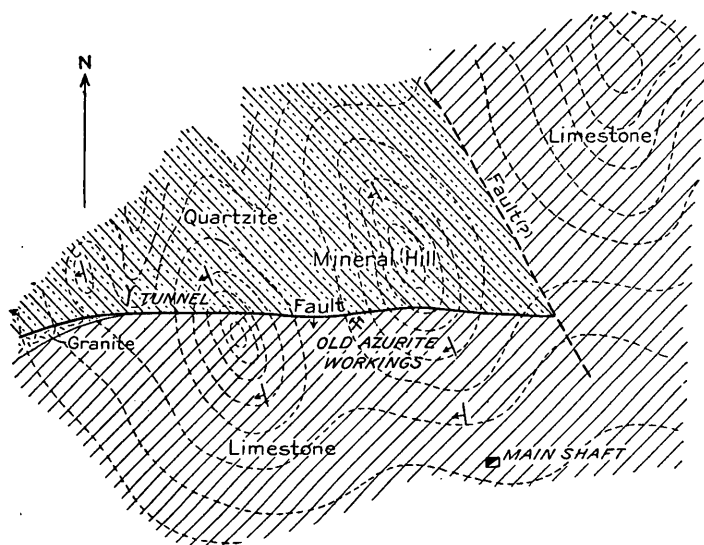 N
Limestone
Fault(?)
Quartzite
Mineral Hill
TUNNEL
Fault
Granite
OLD AZURITE
WORKINGS
Limestone
MAIN SHAFT